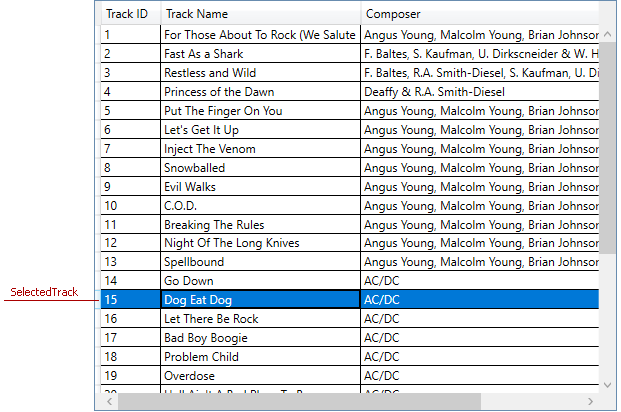 Track ID Track Name Composer
1 For Those About To Rock (We Salute Angus Young, Malcolm Young, Brian Johnson
2 Fast As a Shark F. Baltes, S. Kaufman, U. Dirkscneider & W. H
3 Restless and Wild F. Baltes, R.A. Smith-Diesel, S. Kaufman, U. Di
4 Princess of the Dawn Deaffy & R.A. Smith-Diesel
5 Put The Finger On You Angus Young, Malcolm Young, Brian Johnson
6 Let's Get It Up Angus Young, Malcolm Young, Brian Johnson
7 Inject The Venom Angus Young, Malcolm Young, Brian Johnson
8 Snowballed Angus Young, Malcolm Young, Brian Johnson
9 Evil Walks Angus Young, Malcolm Young, Brian Johnson
10 C.O.D. Angus Young, Malcolm Young, Brian Johnson
11 Breaking The Rules Angus Young, Malcolm Young, Brian Johnson
12 Night Of The Long Knives Angus Young, Malcolm Young, Brian Johnson
13 Spellbound Angus Young, Malcolm Young, Brian Johnson
14 Go Down AC/DC
SelectedTrack 15 Dog Eat Dog AC/DC
16 Let There Be Rock AC/DC
17 Bad Boy Boogie AC/DC
18 Problem Child AC/DC
19 Overdose AC/DC